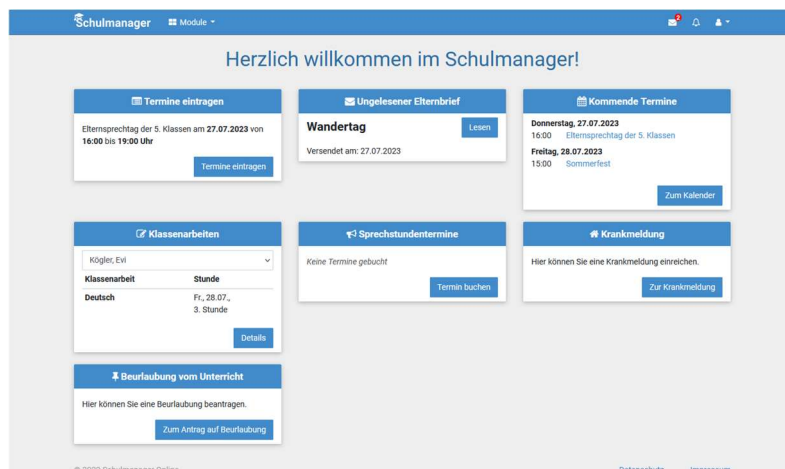 Schulmanager
Module
2
Herzlich willkommen im Schulmanager!
Termine eintragen
Elternsprechtag der 5. Klassen am 27.07.2023 von
16:00 bis 19:00 Uhr
Termine eintragen
Ungelesener Elternbrief
Wandertag
Lesen
Versendet am: 27.07.2023
Kommende Termine
Donnerstag, 27.07.2023
16:00 Elternsprechtag der 5. Klassen
Freitag, 28.07.2023
15:00 Sommerfest
Zum Kalender
Klassenarbeiten
Kögler, Evi
Klassenarbeit Stunde
Deutsch Fr., 28.07.,
3. Stunde
Details
Sprechstundentermine
Keine Termine gebucht
Termin buchen
Krankmeldung
Hier können Sie eine Krankmeldung einreichen.
Zur Krankmeldung
Beurlaubung vom Unterricht
Hier können Sie eine Beurlaubung beantragen.
Zum Antrag auf Beurlaubung
Schulmanager Online
Datenschutz Impressum